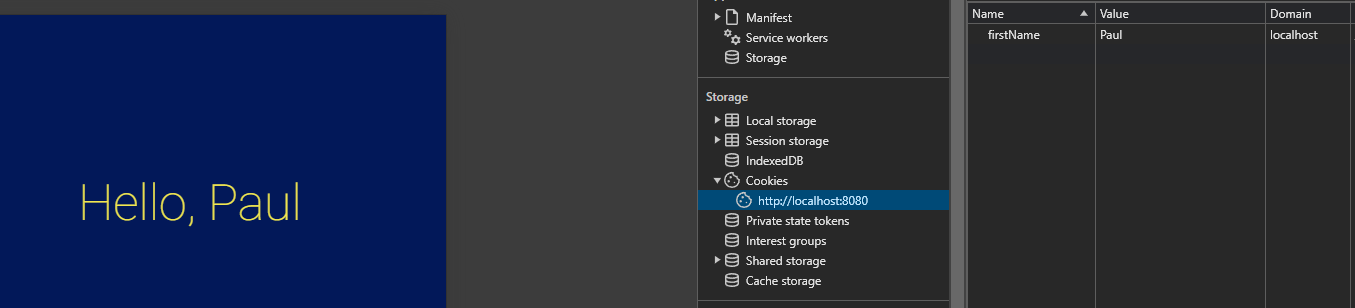 Hello, Paul
Manifest
Service workers
Storage
Storage
Local storage
Session storage
IndexedDB
Cookies
http://localhost:8080
Private state tokens
Interest groups
Shared storage
Cache storage
Name Value Domain
firstName Paul localhost